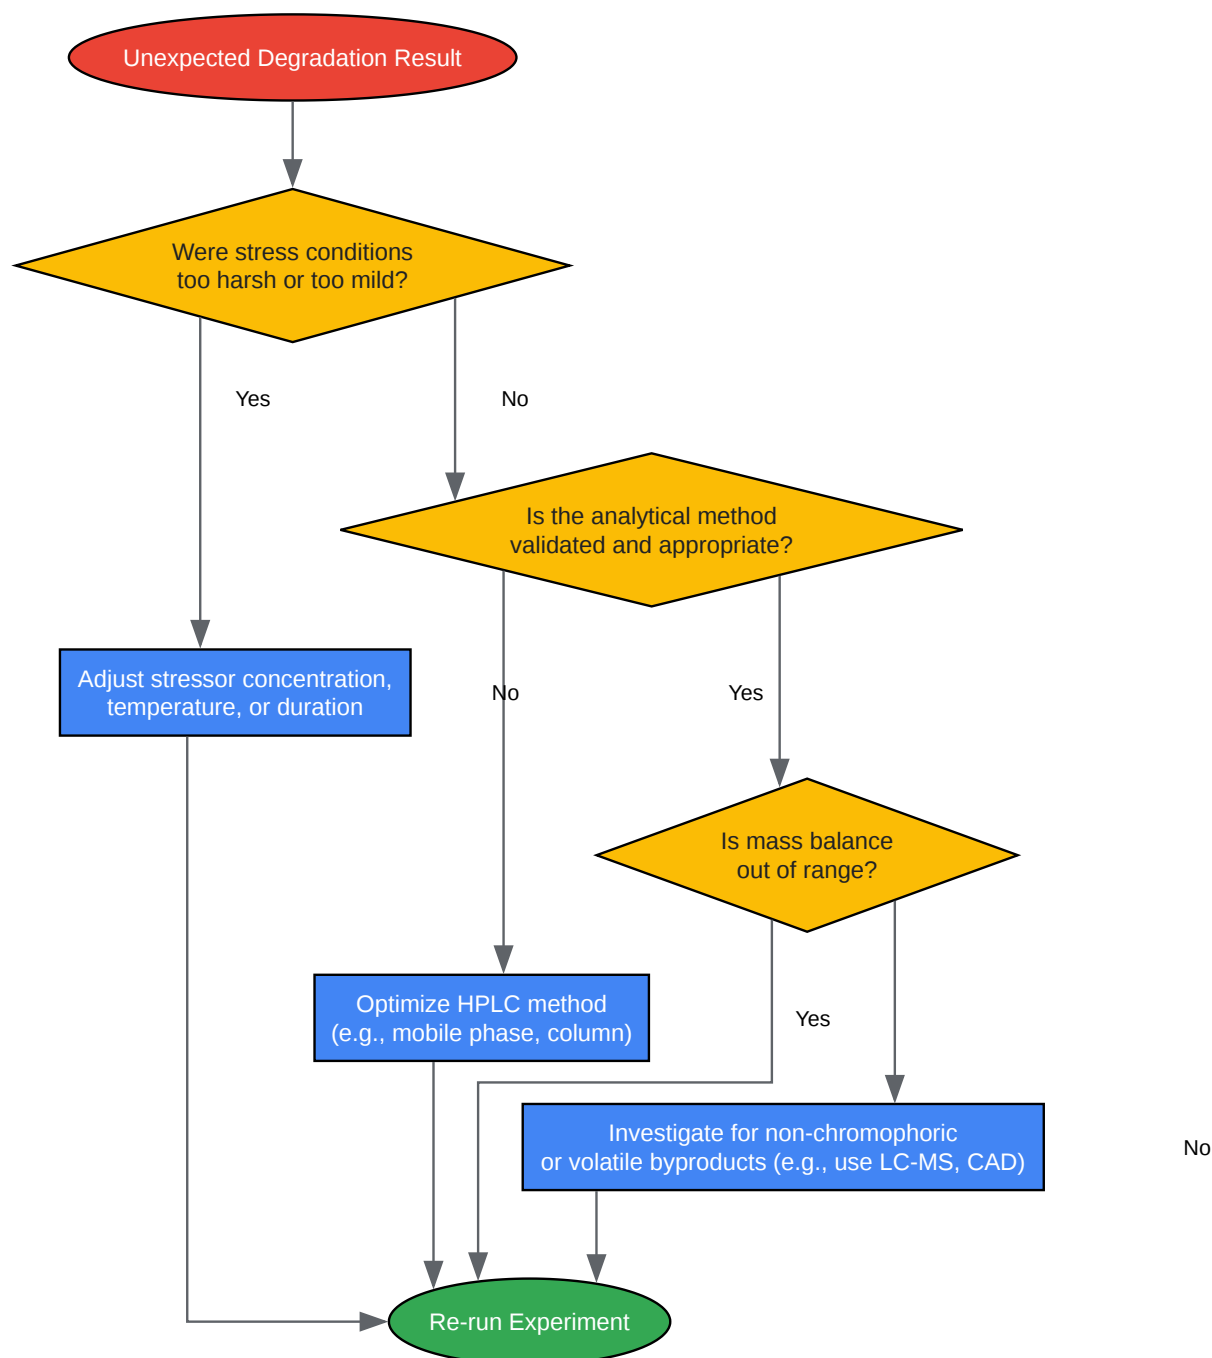 Unexpected Degradation Result
Were stress conditions
too harsh or too mild?
Yes
No
Is the analytical method
validated and appropriate?
Adjust stressor concentration,
temperature, or duration
No
Yes
Is mass balance
out of range?
Optimize HPLC method
(e.g., mobile phase, column)
Yes
Investigate for non-chromophoric
or volatile byproducts (e.g., use LC-MS, CAD)
No
Re-run Experiment